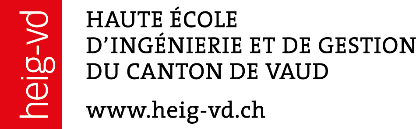 heig-vd
HAUTE ÉCOLE
D'INGÉNIERIE ET DE GESTION
DU CANTON DE VAUD
www.heig-vd.ch